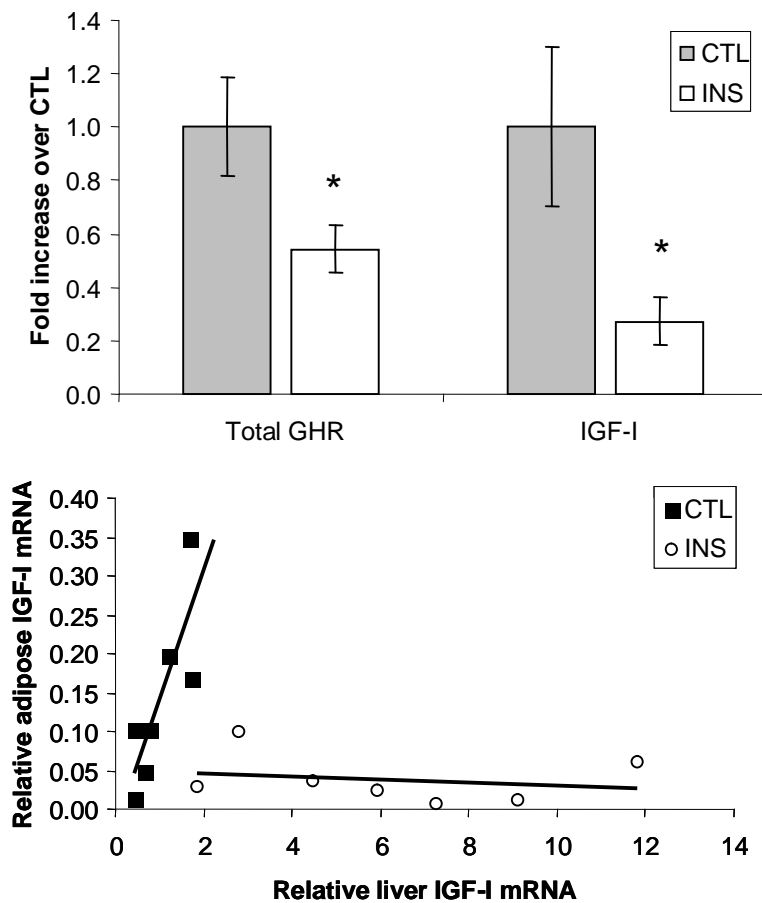 Fold increase over CTL
1.4
1.2
1.0
0.8
0.6
0.4
0.2
0.0
CTL
INS
*
*
Total GHR
IGF-I
Relative adipose IGF-I mRNA
0.40
0.35
0.30
0.25
0.20
0.15
0.10
0.05
0.00
CTL
INS
0 2 4 6 8 10 12 14
Relative liver IGF-I mRNA